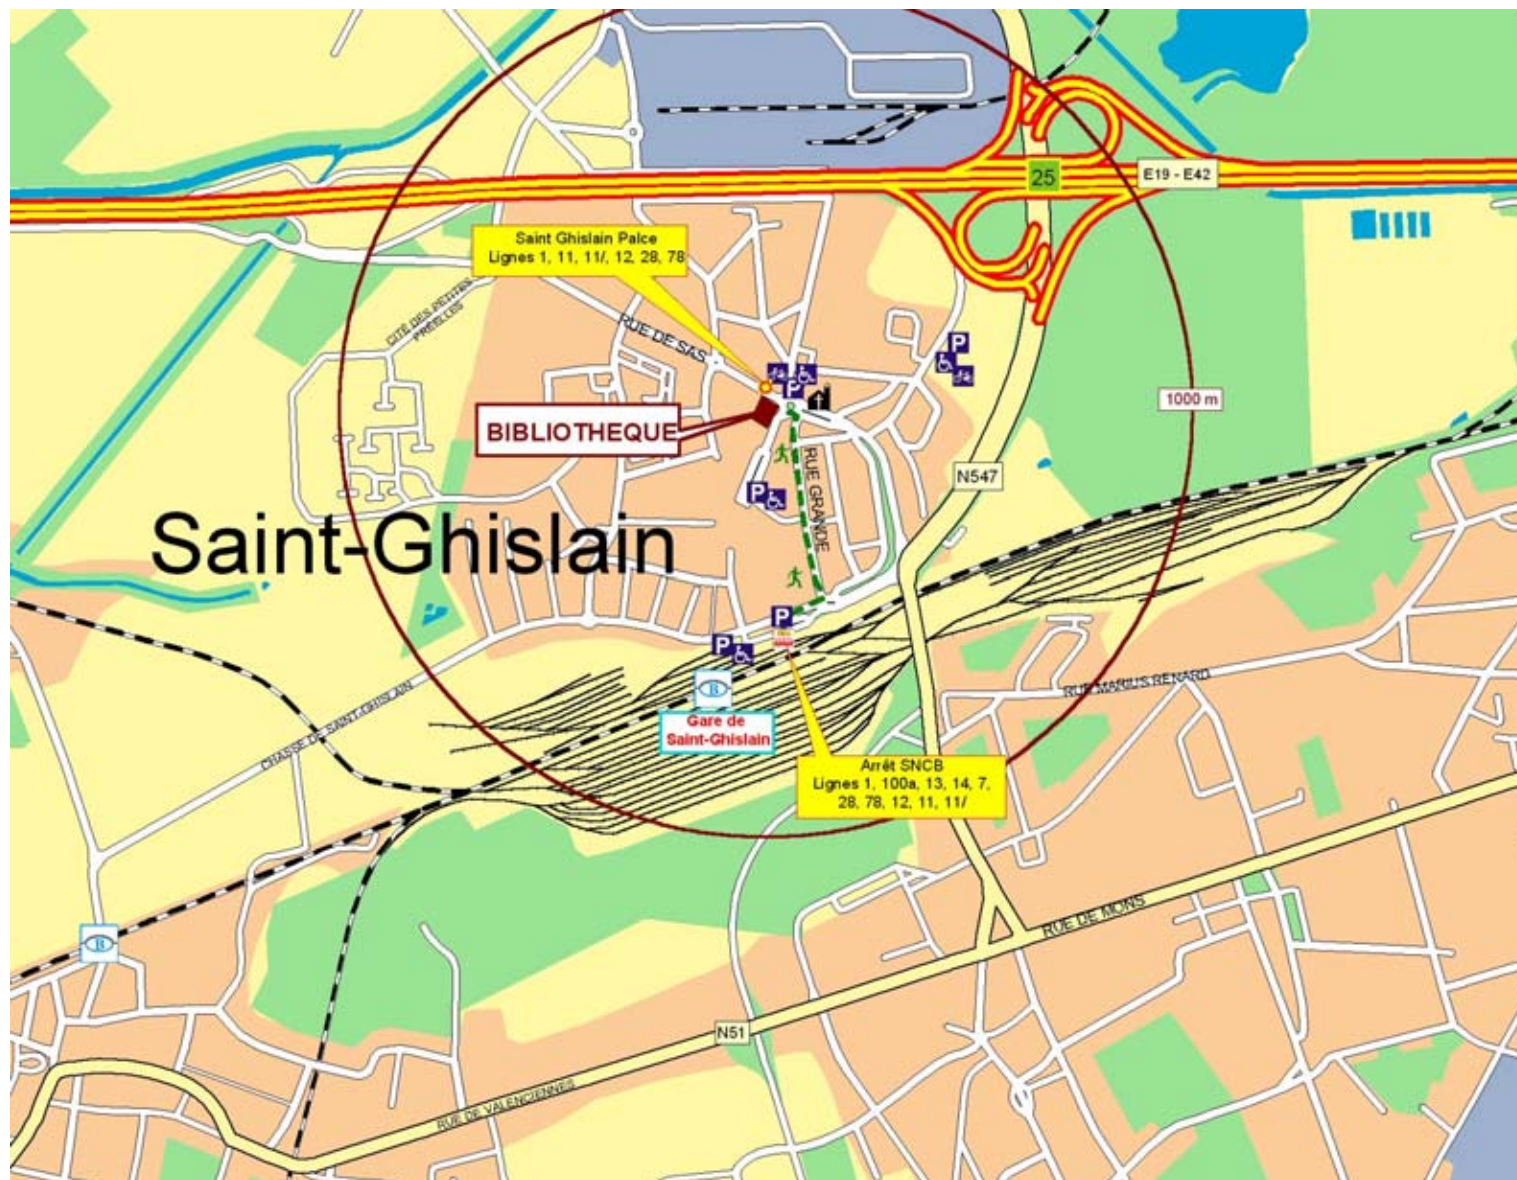 25
E19 - E42
Saint Ghislain Palce
Lignes 1, 11, 11/, 12, 28, 78
CITÉ DES PETITES
PRÉELLES
RUE DE SAS
P
P
1000 m
BIBLIOTHEQUE
RUE GRANDE
N547
P
Saint-Ghislain
P
P
B
RUE MARIUS RENARD
CHASSE DE SAINT-GHISLAIN
Gare de
Saint-Ghislain
Arrêt SNCB
Lignes 1, 100a, 13, 14, 7,
28, 78, 12, 11, 11/
RUE DE MONS
B
N51
RUE DE VALENCIENNES